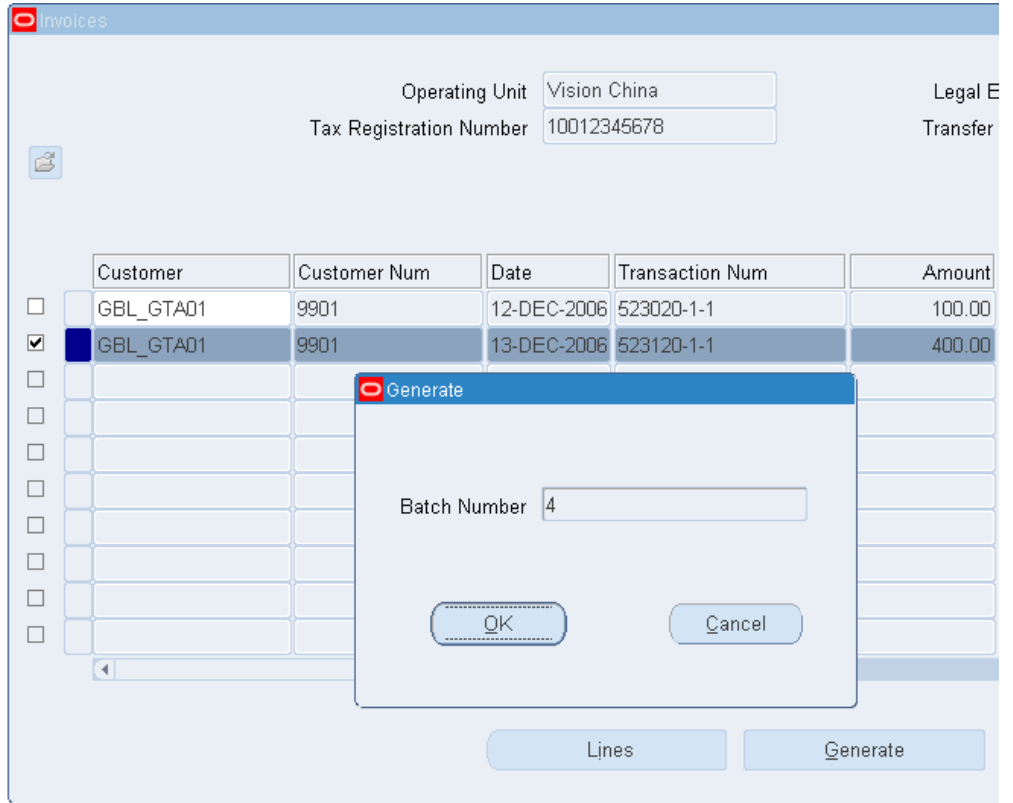 Invoices
Operating Unit Vision China Legal E
Tax Registration Number 10012345678 Transfer
Customer Customer Num Date Transaction Num Amount
GBL_GTA01 9901 12-DEC-2006 523020-1-1 100.00
GBL_GTA01 9901 13-DEC-2006 523120-1-1 400.00
Generate
Batch Number 4
OK Cancel
Lines Generate